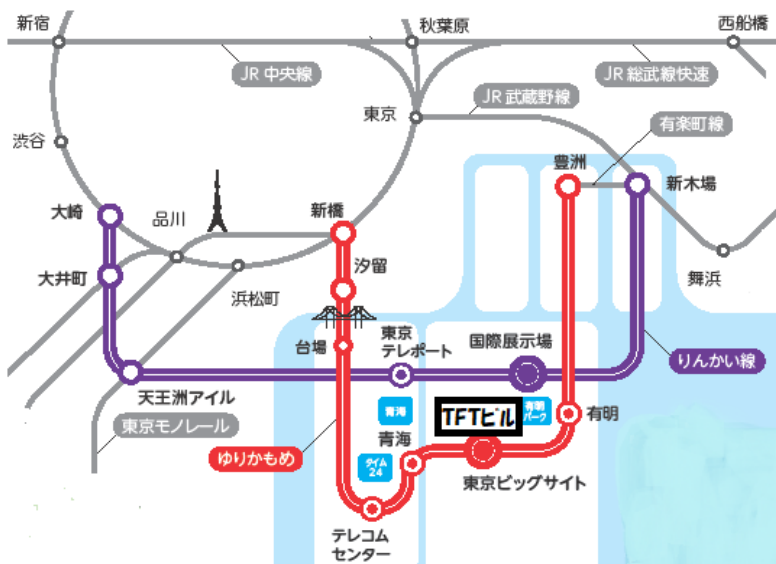 新宿
秋葉原
西船橋
JR 中央線
JR 総武線快速
JR 武蔵野線
東京
有楽町線
渋谷
豊洲
新木場
大崎
品川
新橋
大井町
汐留
舞浜
浜松町
台場
東京
テレポート
国際展示場
りんかい線
天王洲アイル
青海
TFTビル
有明
パーク
有明
東京モノレール
青海
ゆりかもめ
タイム
24
東京ビッグサイト
テレコム
センター